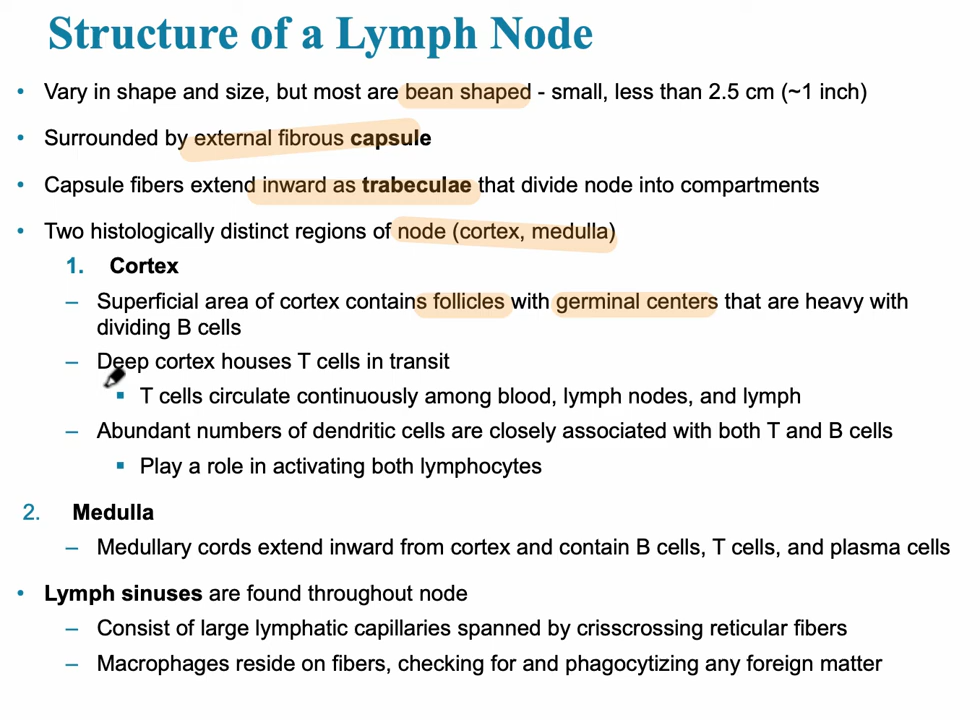 Structure of a Lymph Node
• Vary in shape and size, but most are bean shaped - small, less than 2.5 cm (~1 inch)
• Surrounded by external fibrous capsule
• Capsule fibers extend inward as trabeculae that divide node into compartments
• Two histologically distinct regions of node (cortex, medulla)
1. Cortex
– Superficial area of cortex contains follicles with germinal centers that are heavy with
dividing B cells
– Deep cortex houses T cells in transit
▪ T cells circulate continuously among blood, lymph nodes, and lymph
– Abundant numbers of dendritic cells are closely associated with both T and B cells
▪ Play a role in activating both lymphocytes
2. Medulla
– Medullary cords extend inward from cortex and contain B cells, T cells, and plasma cells
• Lymph sinuses are found throughout node
– Consist of large lymphatic capillaries spanned by crisscrossing reticular fibers
– Macrophages reside on fibers, checking for and phagocytizing any foreign matter